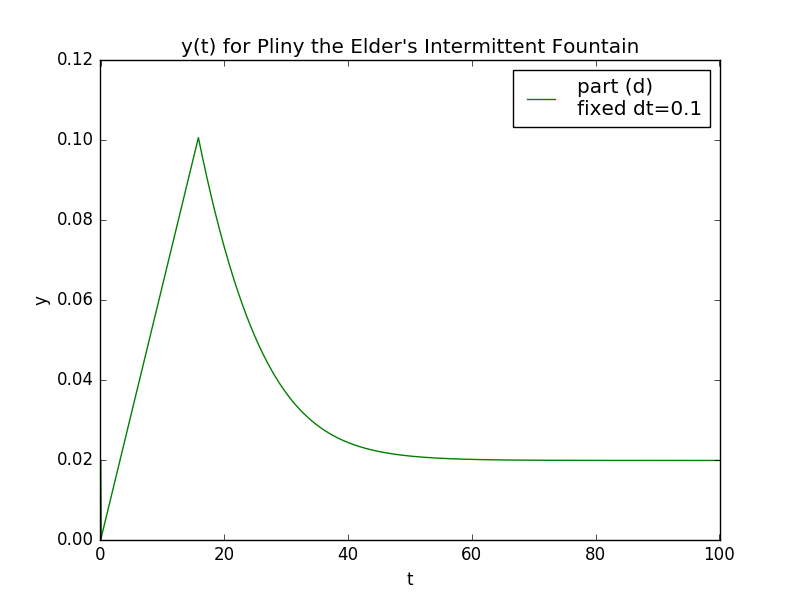 y(t) for Pliny the Elder's Intermittent Fountain
0.12
0.10
0.08
0.06
0.04
0.02
0.00
y
part (d)
fixed dt=0.1
0 20 40 60 80 100
t